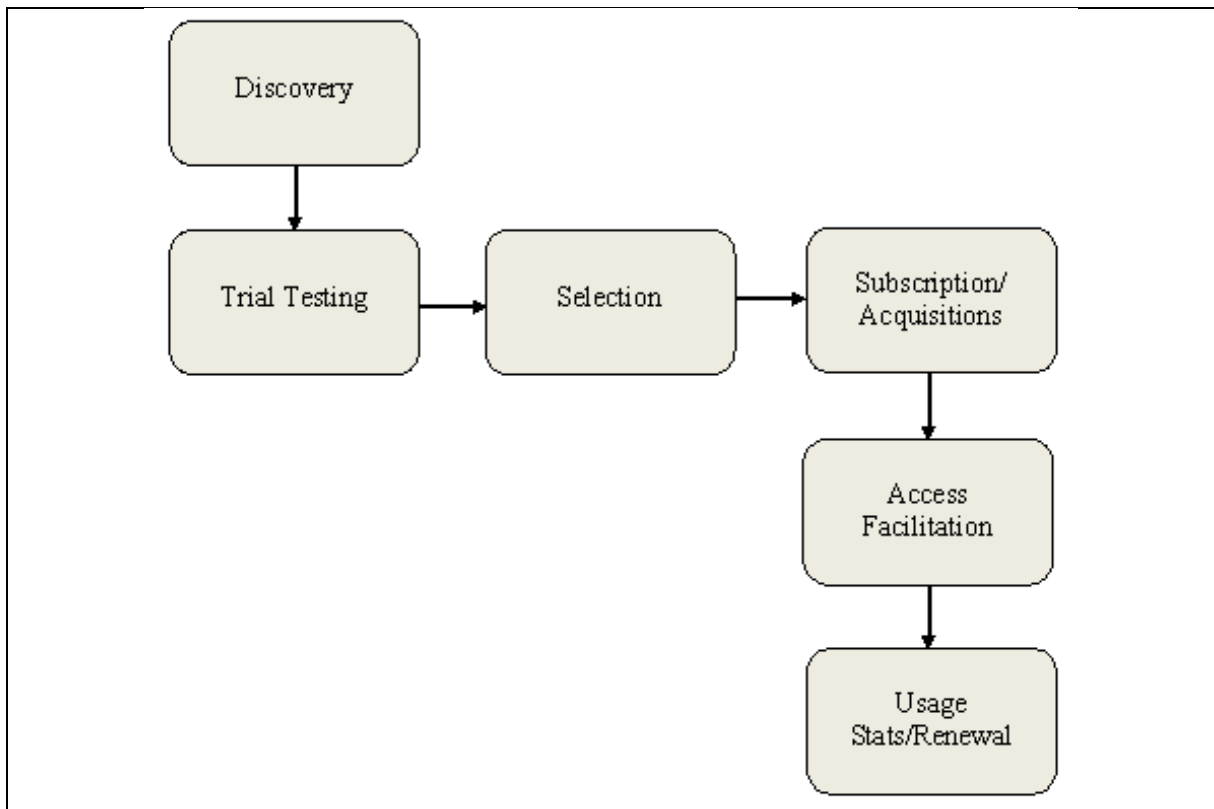 Discovery
Trial Testing
Selection
Subscription/
Acquisitions
Access
Facilitation
Usage
Stats/Renewal